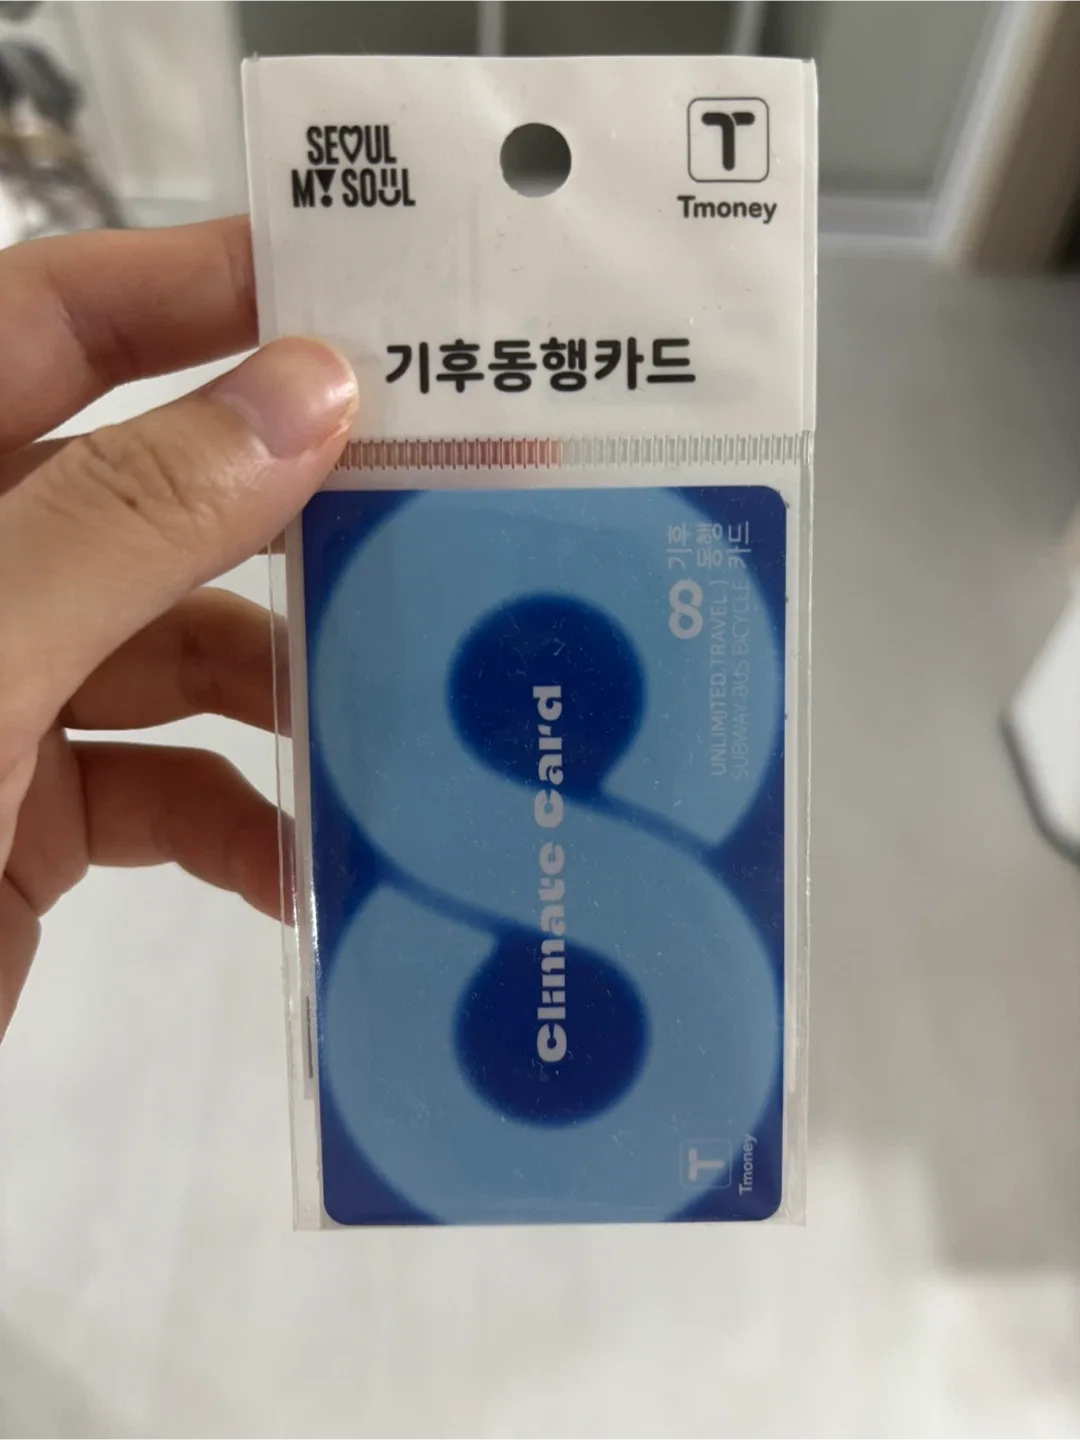 SEOUL
MY SOUL
T
Tmoney
기후동행카드
기후
동행
카드
UNLIMITED TRAVEL
SUBWAY BUS BICYCLE
Climate Card
T
Tmoney